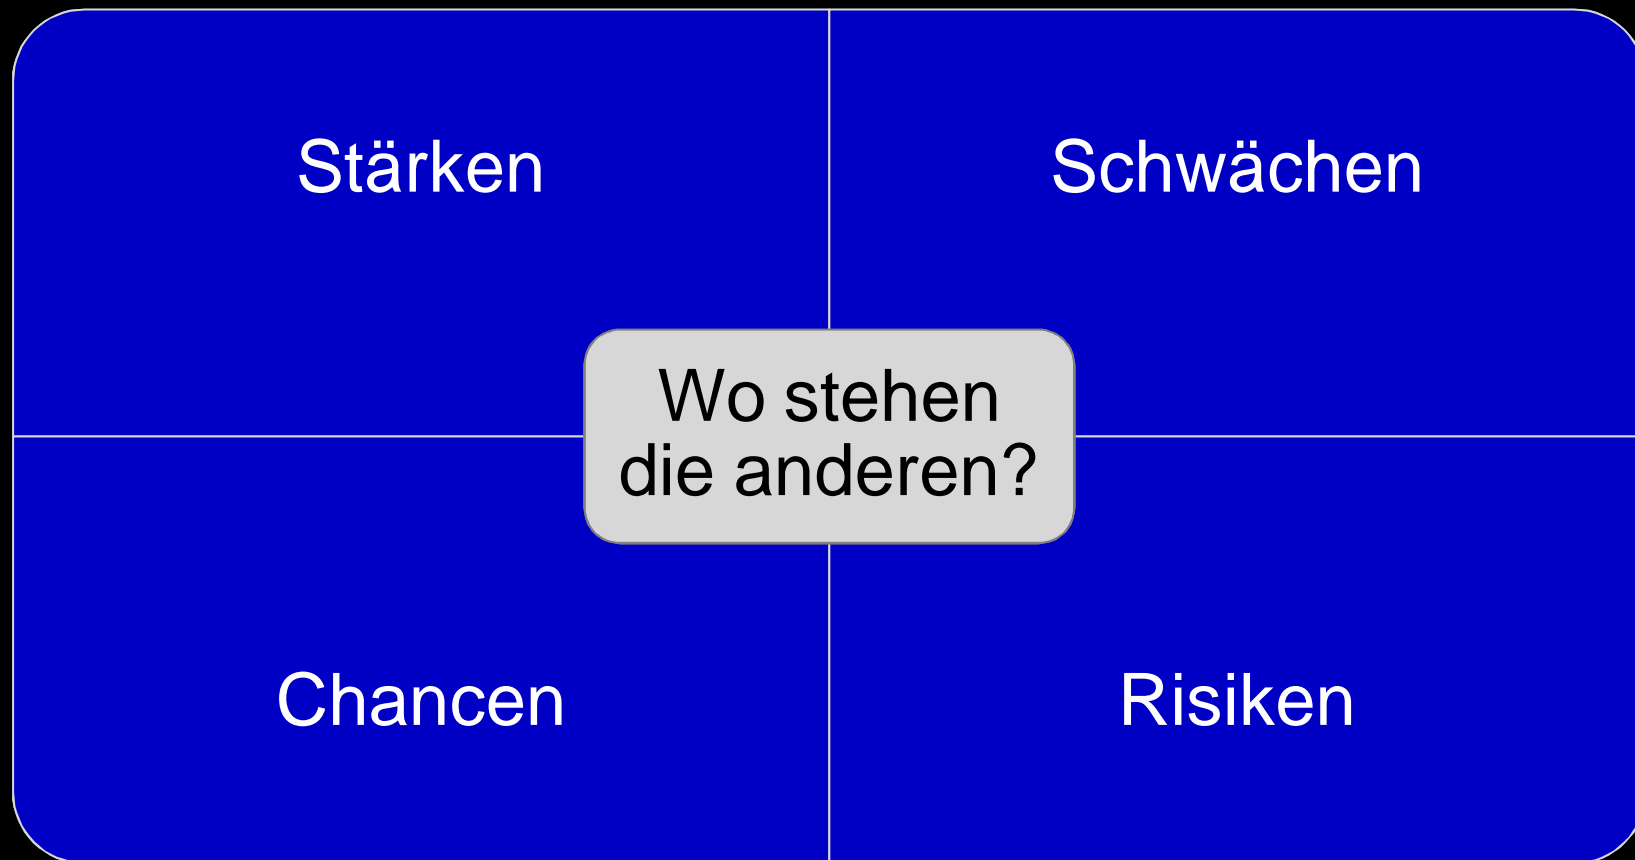 Stärken
Schwächen
Wo stehen
die anderen?
Chancen
Risiken